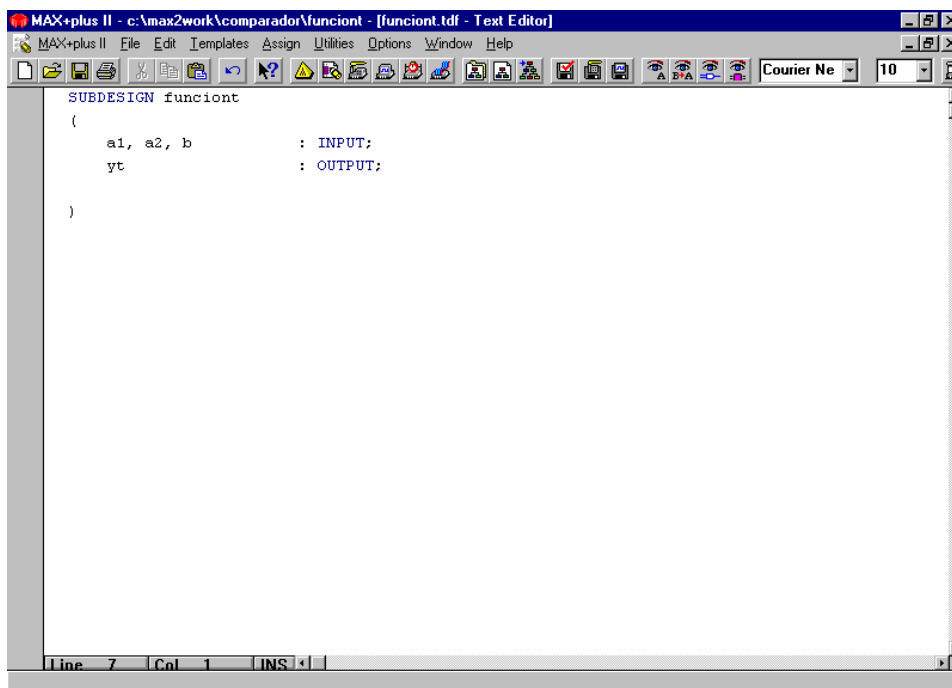 MAX+plus II - c:\max2work\comparador\funciont - [funciont.tdf - Text Editor]
MAX+plus II File Edit Templates Assign Utilities Options Window Help
Courier Ne 10
SUBDESIGN funciont
(
a1, a2, b : INPUT;
yt : OUTPUT;
)
Line 7 Col 1 INS